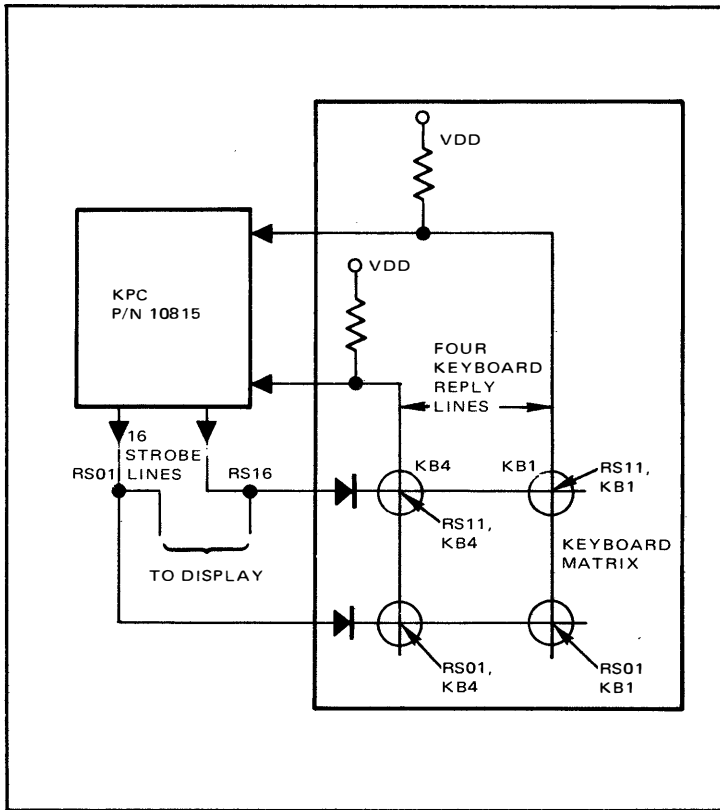 VDD
VDD
KPC
P/N 10815
FOUR
KEYBOARD
REPLY
LINES
16
STROBE
LINES
RS01
RS16
KB4
KB1
RS11,
KB1
RS11,
KB4
KEYBOARD
MATRIX
TO DISPLAY
RS01,
KB4
RS01
KB1